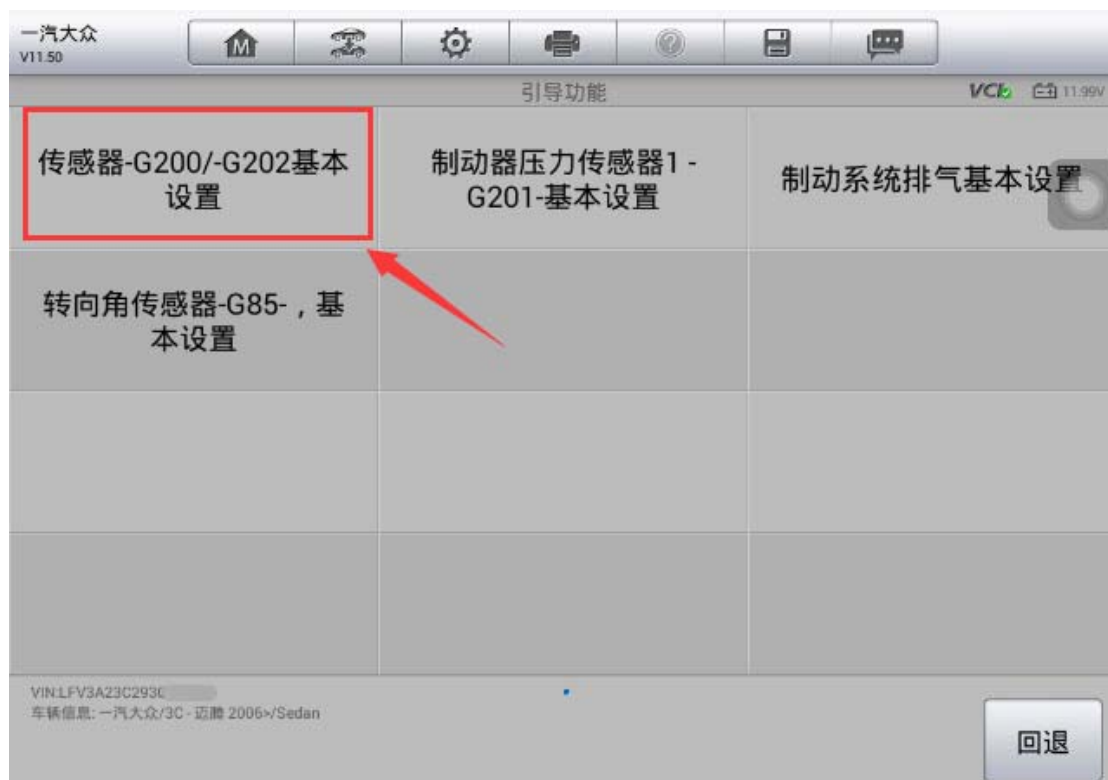 一汽大众
V11.50
M
引导功能
VCI
11.99V
传感器-G200/-G202基本
设置
制动器压力传感器1 -
G201-基本设置
制动系统排气基本设置
转向角传感器-G85-，基
本设置
VIN:LFV3A23C293
车辆信息: 一汽大众/3C - 迈腾 2006>/Sedan
回退